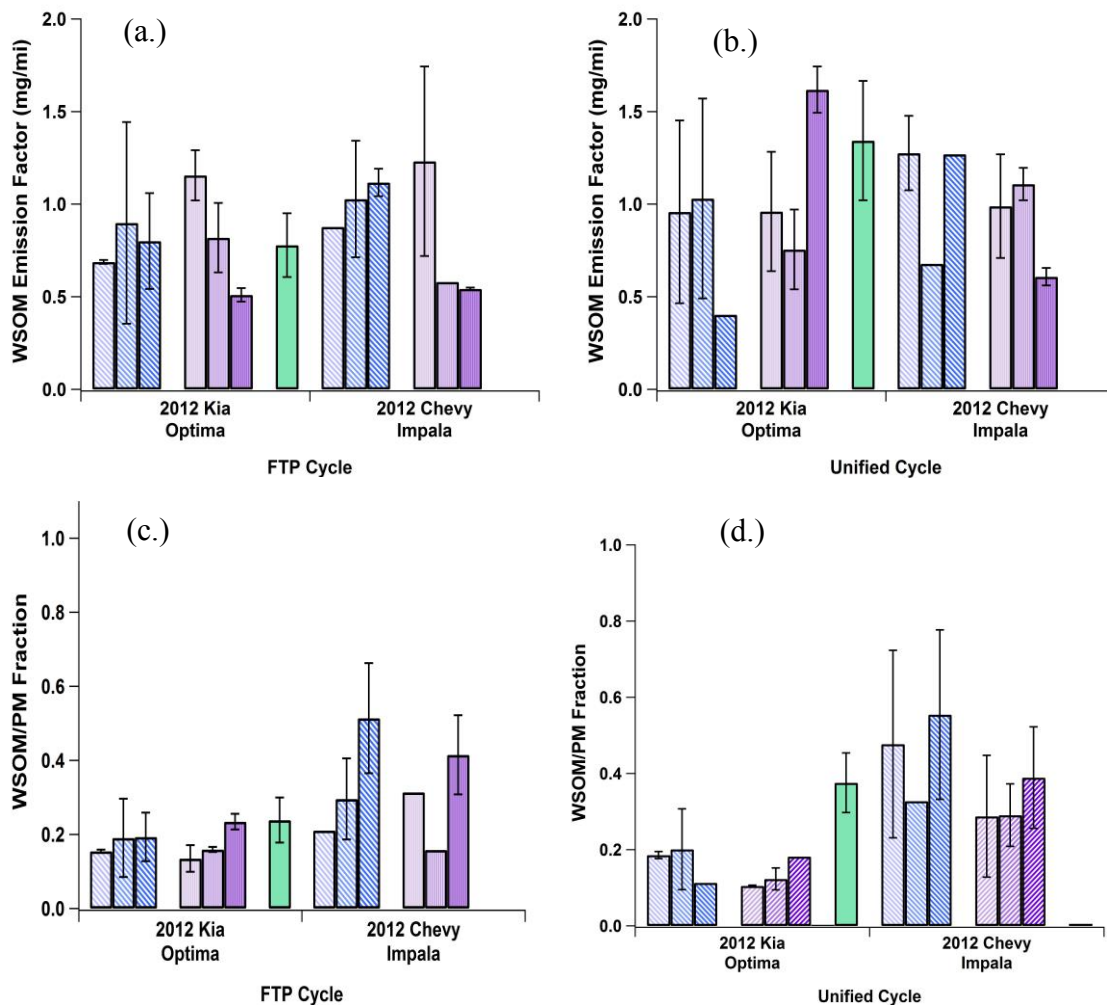 (a.)
WSOM Emission Factor (mg/mi)
2.0
1.5
1.0
0.5
0.0
2012 Kia
Optima
2012 Chevy
Impala
FTP Cycle
(b.)
WSOM Emission Factor (mg/mi)
2.0
1.5
1.0
0.5
0.0
2012 Kia
Optima
2012 Chevy
Impala
Unified Cycle
(c.)
WSOM/PM Fraction
1.0
0.8
0.6
0.4
0.2
0.0
2012 Kia
Optima
2012 Chevy
Impala
FTP Cycle
(d.)
WSOM/PM Fraction
1.0
0.8
0.6
0.4
0.2
0.0
2012 Kia
Optima
2012 Chevy
Impala
Unified Cycle